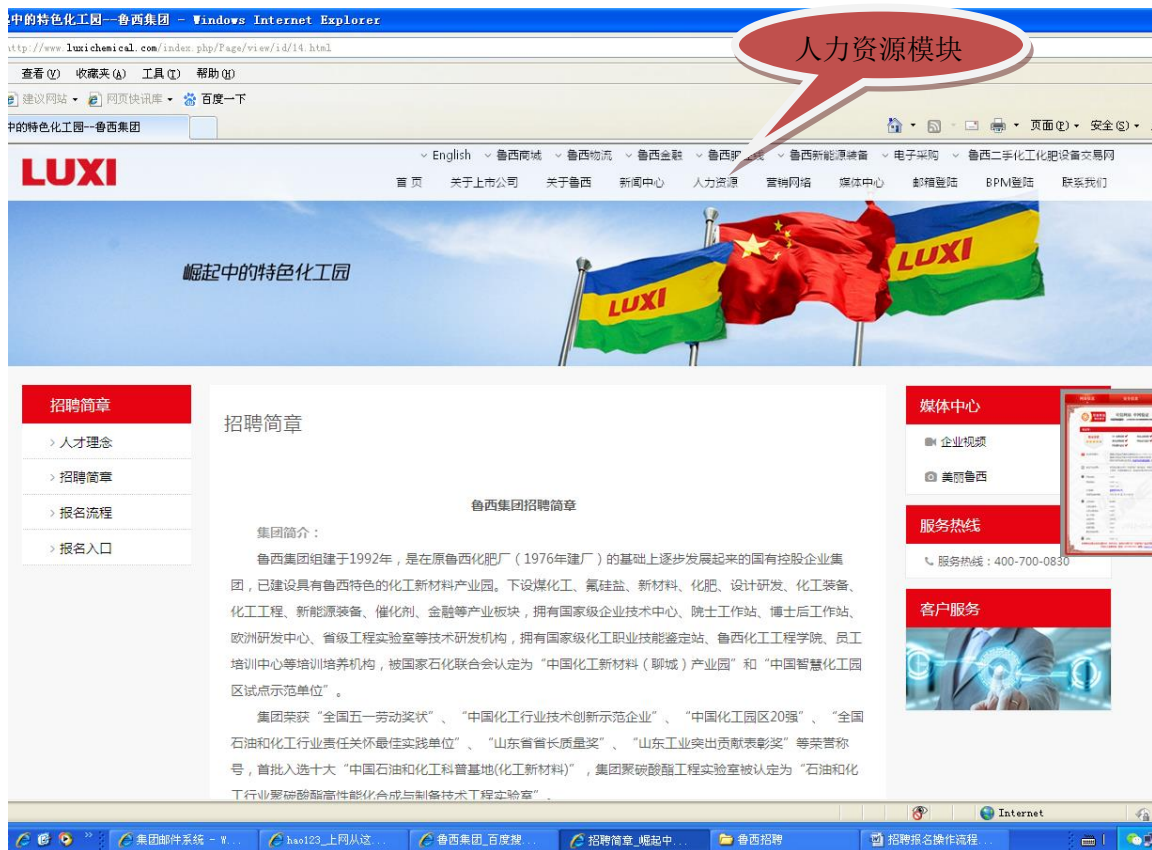 起中的特色化工园--鲁西集团 - Windows Internet Explorer
人力资源模块
http://www.luxichemical.com/index.php/Page/view/id/14.html
查看(V) 收藏夹(A) 工具(T) 帮助(H)
建议网站 网页快讯库 百度一下
中的特色化工园--鲁西集团
页面(P) 安全(S)
LUXI
English 鲁西商城 鲁西物流 鲁西金融 鲁西新能源装备 电子采购 鲁西二手化工化肥设备交易网
首 页 关于上市公司 关于鲁西 新闻中心 人力资源 营销网络 媒体中心 邮箱登陆 BPM登陆 联系我们
崛起中的特色化工园
LUXI
LUXI
招聘简章
人才理念
招聘简章
报名流程
报名入口
招聘简章
鲁西集团招聘简章
集团简介：
鲁西集团组建于1992年，是在原鲁西化肥厂（1976年建厂）的基础上逐步发展起来的国有控股企业集
团，已建设具有鲁西特色的化工新材料产业园。下设煤化工、氟硅盐、新材料、化肥、设计研发、化工装备、
化工工程、新能源装备、催化剂、金融等产业板块，拥有国家级企业技术中心、院士工作站、博士后工作站、
欧洲研发中心、省级工程实验室等技术研发机构，拥有国家级化工职业技能鉴定站、鲁西化工工程学院、员工
培训中心等培训培养机构，被国家石化联合会认定为“中国化工新材料（聊城）产业园”和“中国智慧化工园
区试点示范单位”。
集团荣获“全国五一劳动奖状”、“中国化工行业技术创新示范企业”、“中国化工园区20强”、“全国
石油和化工行业责任关怀最佳实践单位”、“山东省省长质量奖”、“山东工业突出贡献表彰奖”等荣誉称
号，首批入选十大“中国石油和化工科普基地(化工新材料)”，集团聚碳酸酯工程实验室被认定为“石油和化
工行业聚碳酸酯高性能化合成与制备技术工程实验室”。
媒体中心
企业视频
美丽鲁西
服务热线
服务热线：400-700-0830
客户服务
Internet
集团邮件系统 - W... hao123_上网从这... 鲁西集团_百度搜... 招聘简章_崛起中... 鲁西招聘 招聘报名操作流程...